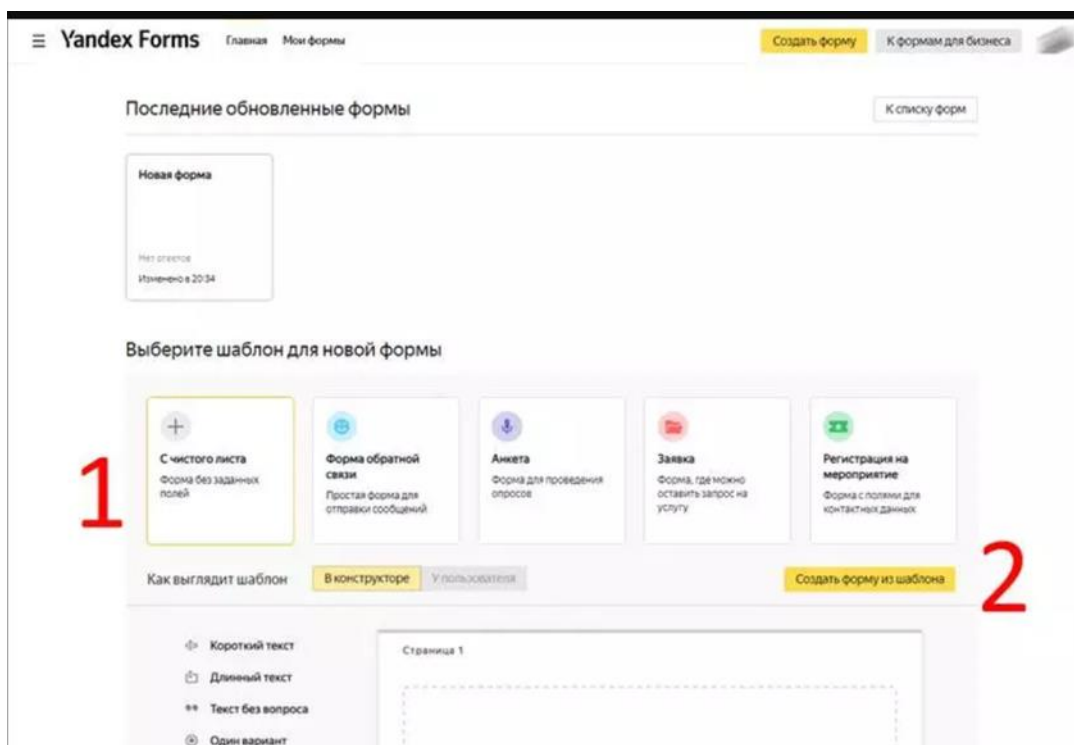 Yandex Forms Главная Мои формы Создать форму К формам для бизнеса
Последние обновленные формы К списку форм
Новая форма
Нет ответов
Изменено в 20:34
Выберите шаблон для новой формы
1
С чистого листа
Форма без заданных
полей
Форма обратной
связи
Простая форма для
отправки сообщений
Анкета
Форма для проведения
опросов
Заявка
Форма, где можно
оставить запрос на
услугу
Регистрация на
мероприятие
Форма с полями для
контактных данных
2
Как выглядит шаблон В конструкторе У пользователя Создать форму из шаблона
Короткий текст
Длинный текст
Текст без вопроса
Один вариант
Страница 1